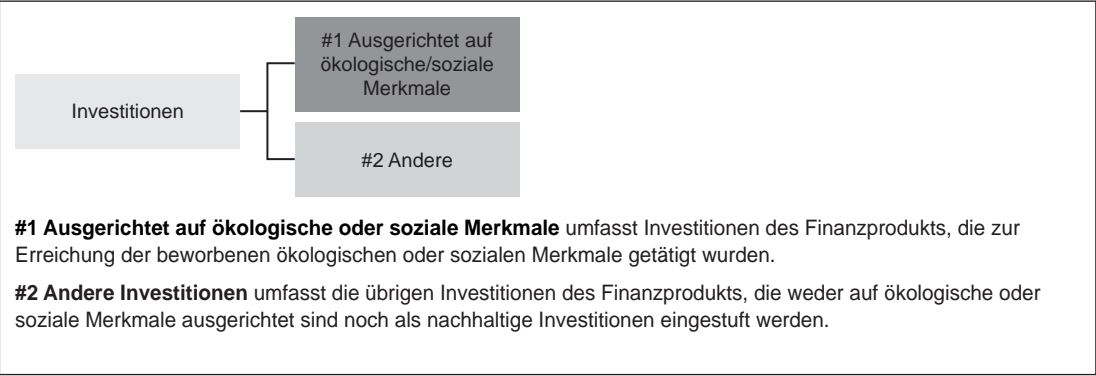 #1 Ausgerichtet auf
ökologische/soziale
Merkmale
Investitionen
#2 Andere
#1 Ausgerichtet auf ökologische oder soziale Merkmale umfasst Investitionen des Finanzprodukts, die zur
Erreichung der beworbenen ökologischen oder sozialen Merkmale getätigt wurden.
#2 Andere Investitionen umfasst die übrigen Investitionen des Finanzprodukts, die weder auf ökologische oder
soziale Merkmale ausgerichtet sind noch als nachhaltige Investitionen eingestuft werden.